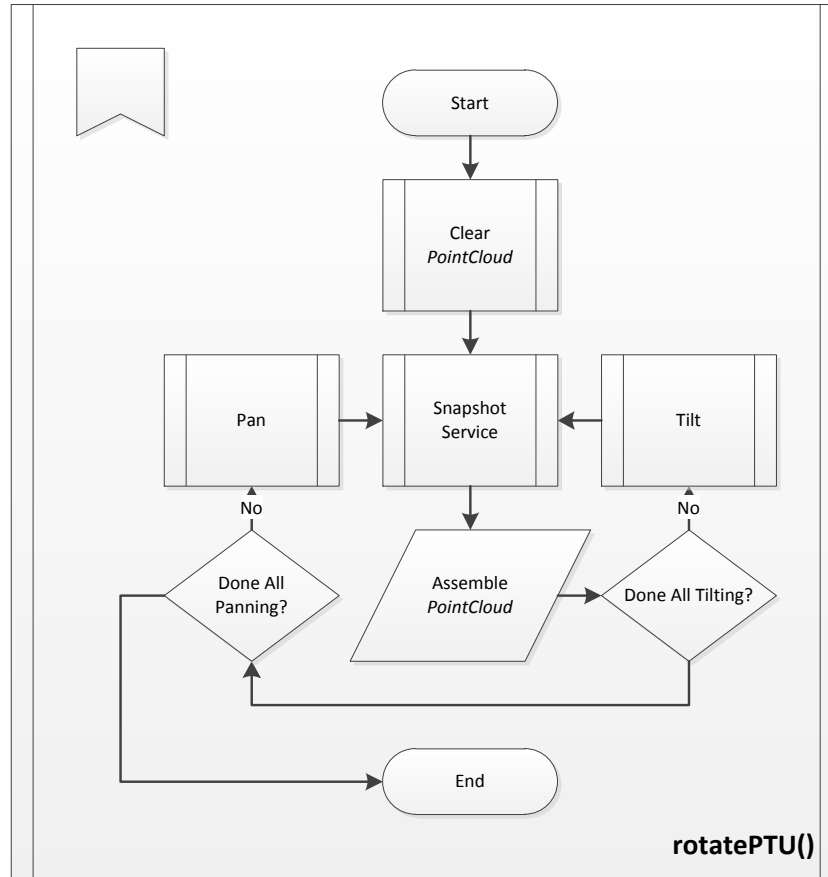 Start
Clear
PointCloud
Pan
Snapshot
Service
Tilt
No
No
Done All
Panning?
Assemble
PointCloud
Done All Tilting?
End
rotatePTU()